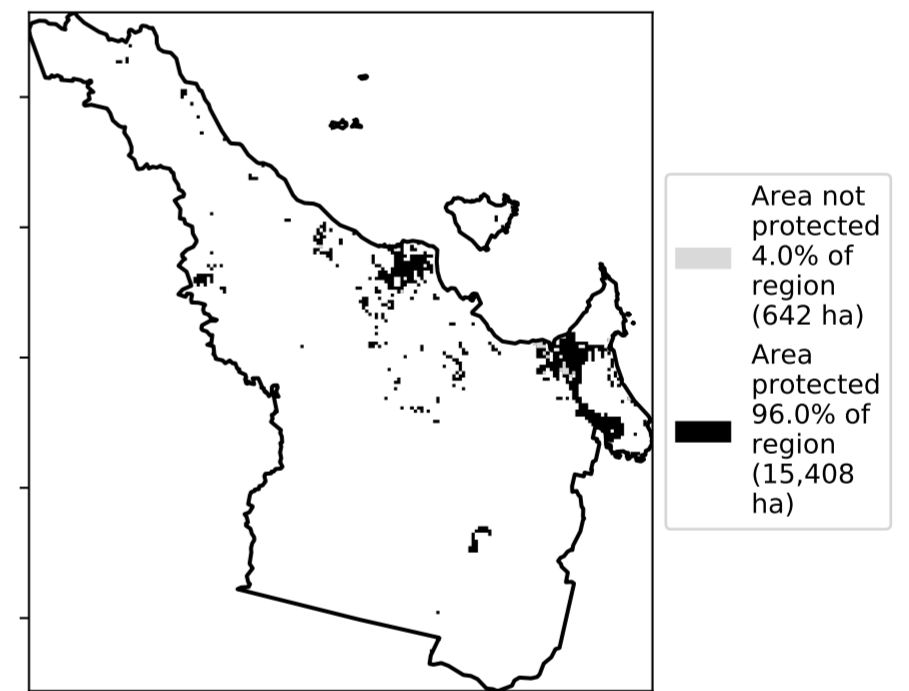 Area not
protected
4.0% of
region
(642 ha)
Area
protected
96.0% of
region
(15,408
ha)